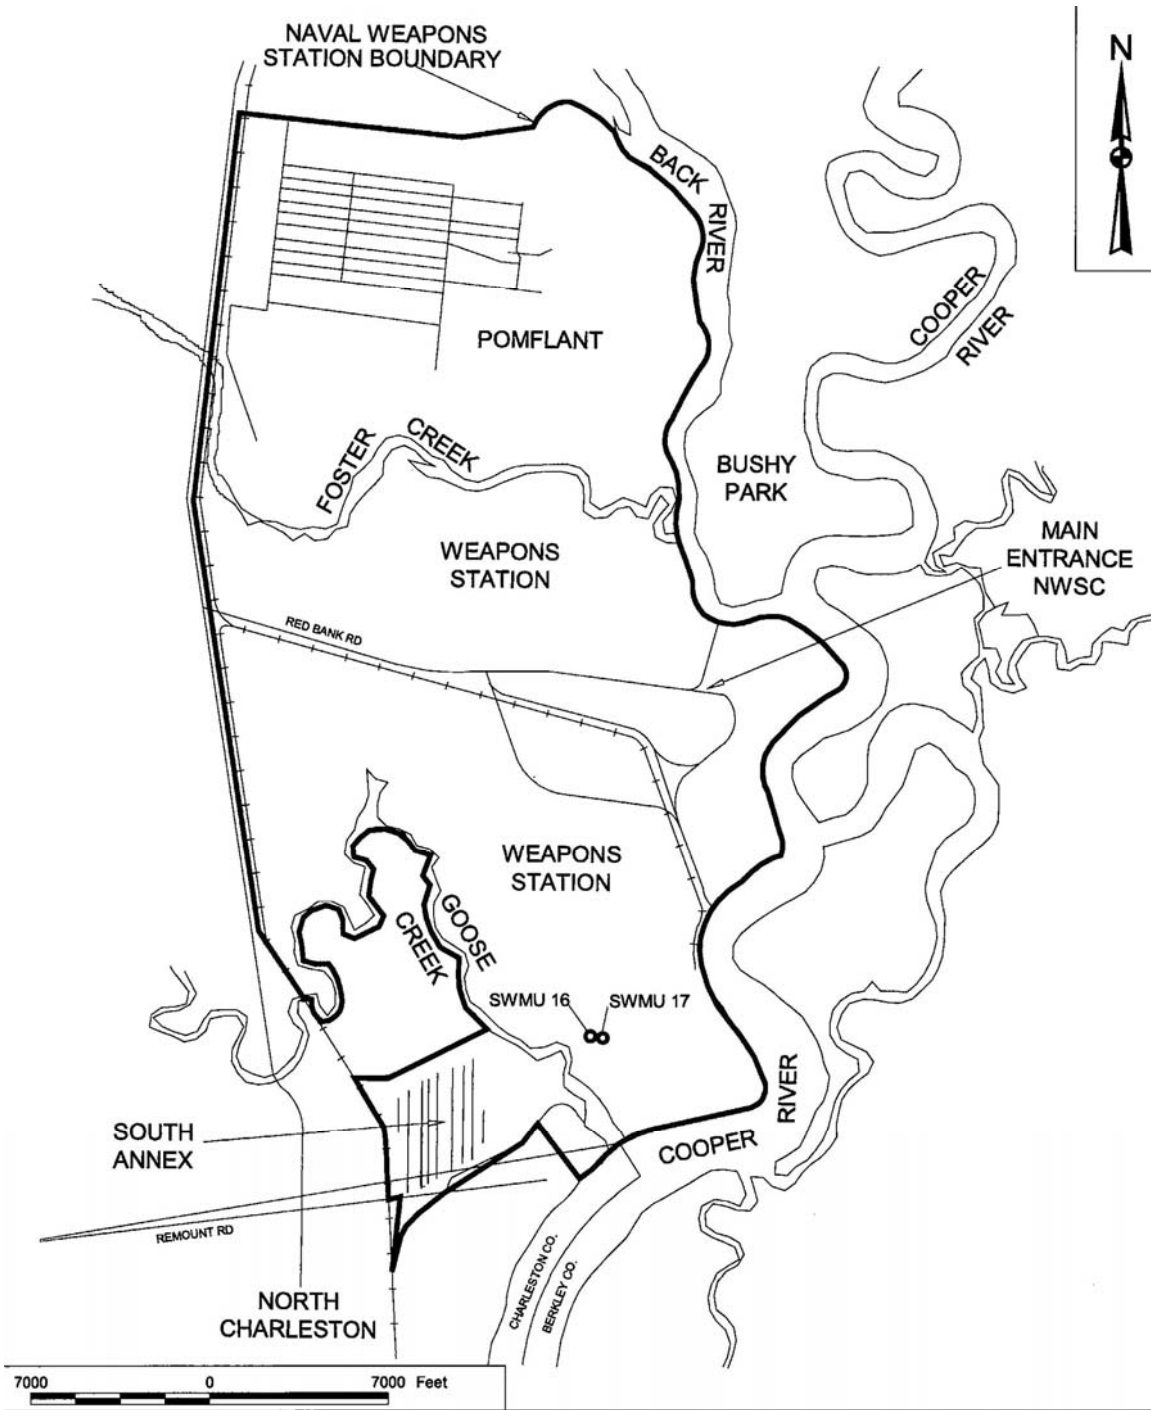 NAVAL WEAPONS
STATION BOUNDARY
N
BACK
RIVER
COOPER
RIVER
POMFLANT
FOSTER
CREEK
BUSHY
PARK
WEAPONS
STATION
MAIN
ENTRANCE
NWSC
RED BANK RD
WEAPONS
STATION
GOOSE
CREEK
SWMU 16
SWMU 17
RIVER
COOPER
SOUTH
ANNEX
REMOUNT RD
CHARLESTON CO.
BERKLEY CO.
NORTH
CHARLESTON
7000 0 7000 Feet